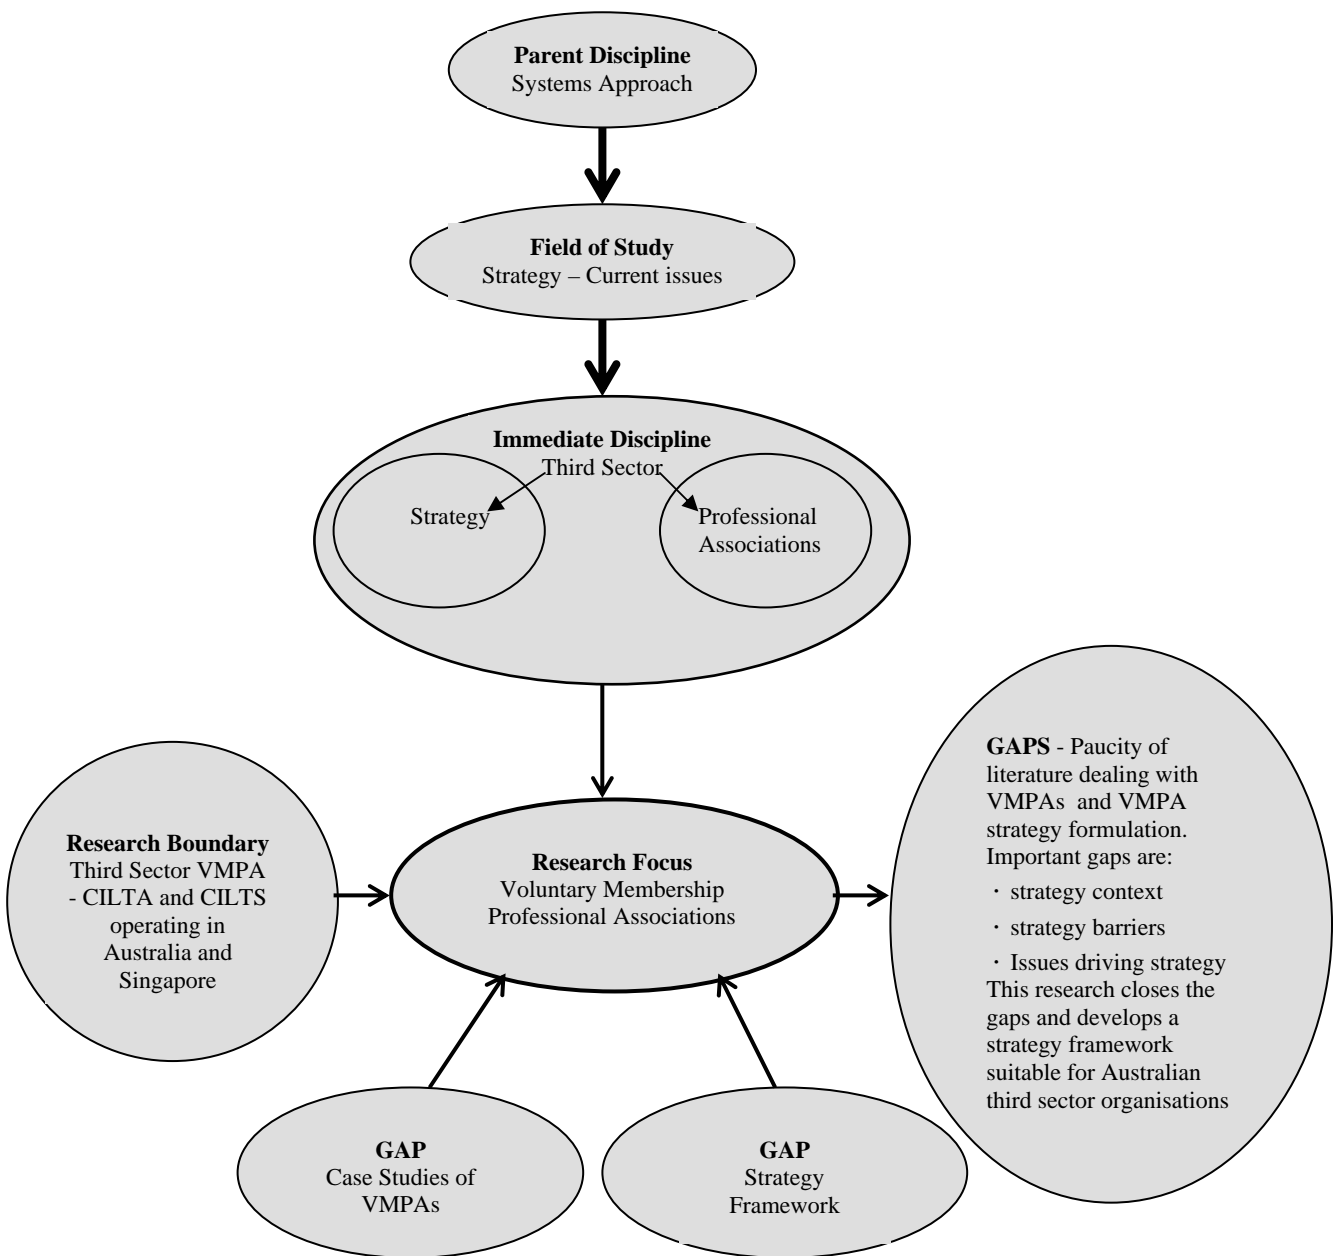 Parent Discipline
Systems Approach
Field of Study
Strategy – Current issues
Immediate Discipline
Third Sector
Strategy
Professional
Associations
Research Boundary
Third Sector VMPA
- CILTA and CILTS
operating in
Australia and
Singapore
Research Focus
Voluntary Membership
Professional Associations
GAPS - Paucity of
literature dealing with
VMPAs and VMPA
strategy formulation.
Important gaps are:
· strategy context
· strategy barriers
· Issues driving strategy
This research closes the
gaps and develops a
strategy framework
suitable for Australian
third sector organisations
GAP
Case Studies of
VMPAs
GAP
Strategy
Framework